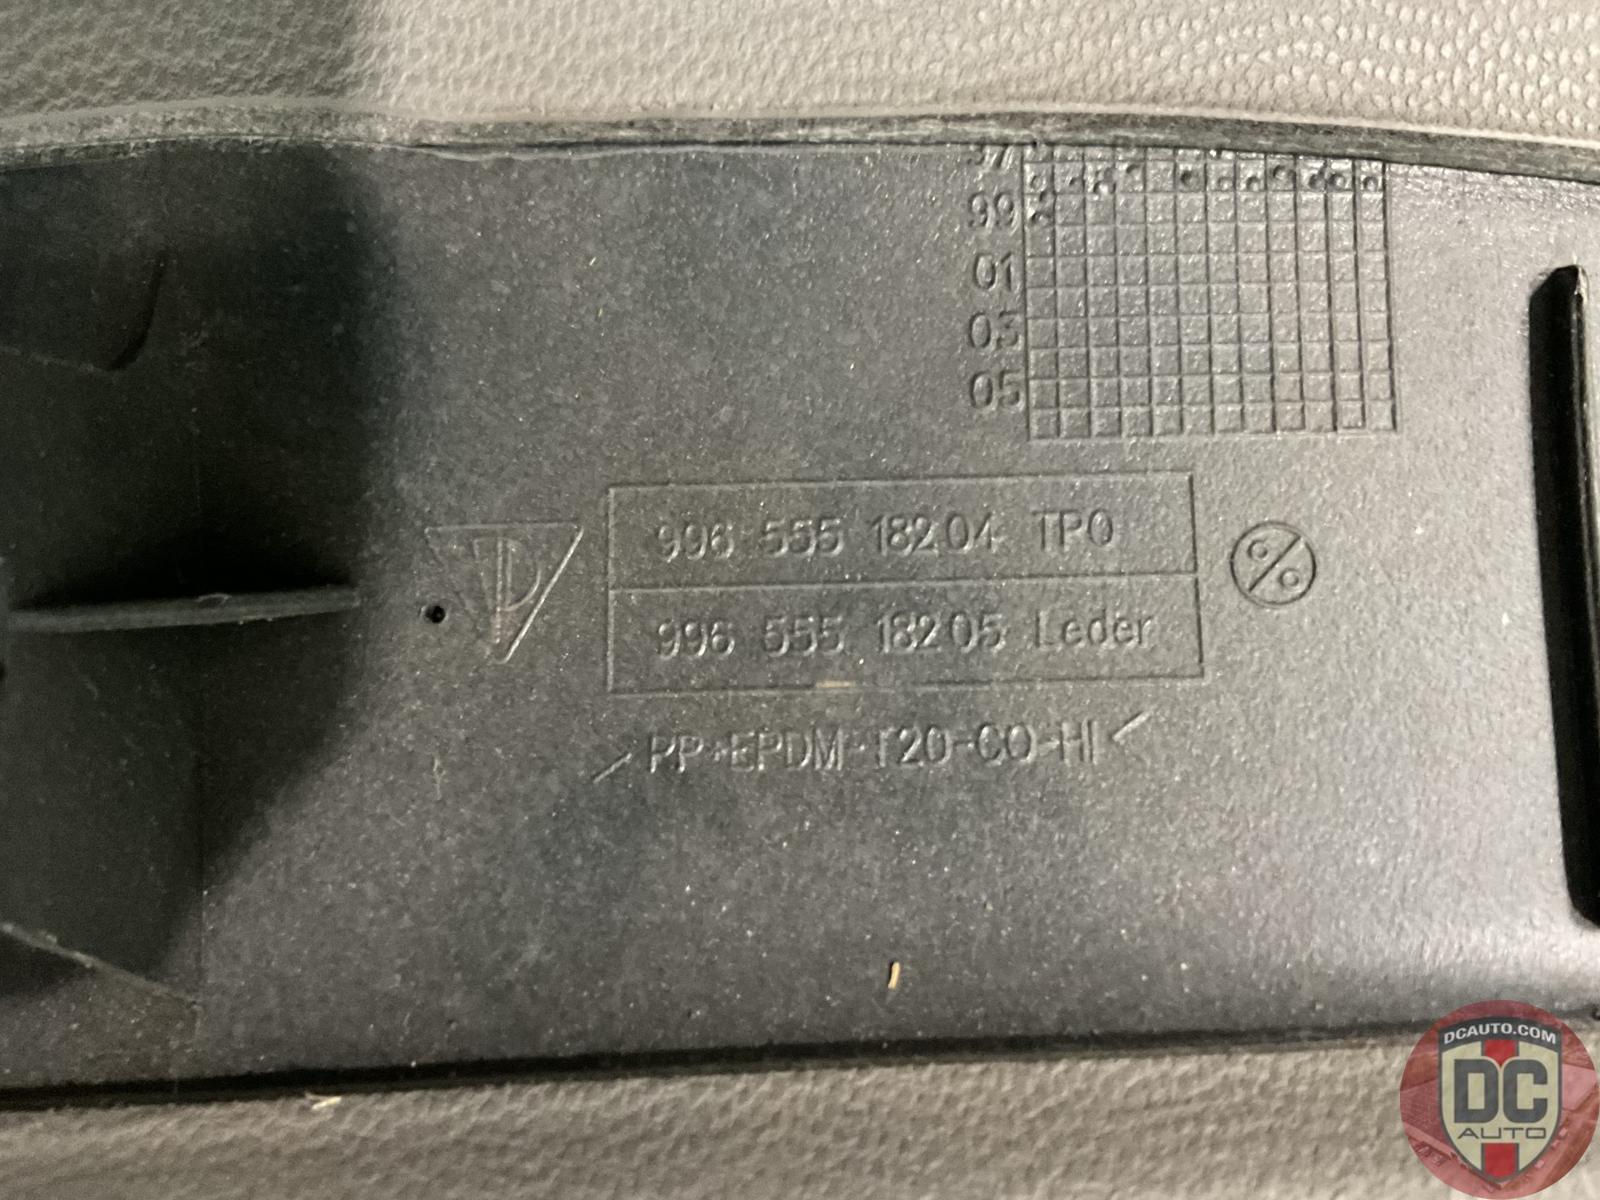 97
99
01
03
05
996 555 182 04 TPO
996 555 182 05 Leder
>PP+EPDM-T20-CO-HI<
DCAUTO.COM
DC
AUTO